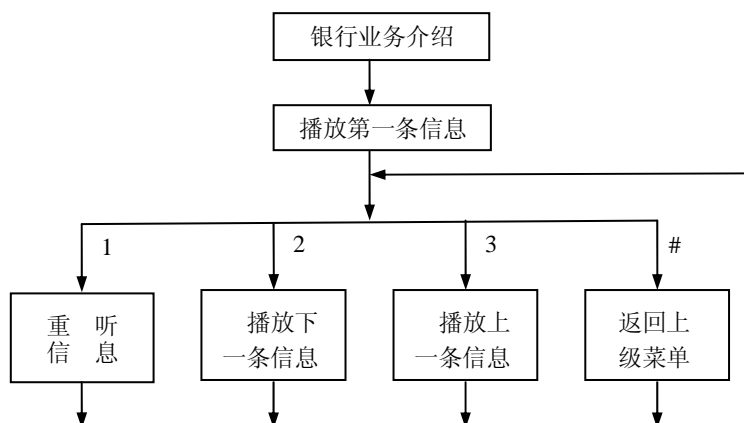 银行业务介绍
播放第一条信息
1
2
3
#
重 听
信 息
播放下
一条信息
播放上
一条信息
返回上
级菜单